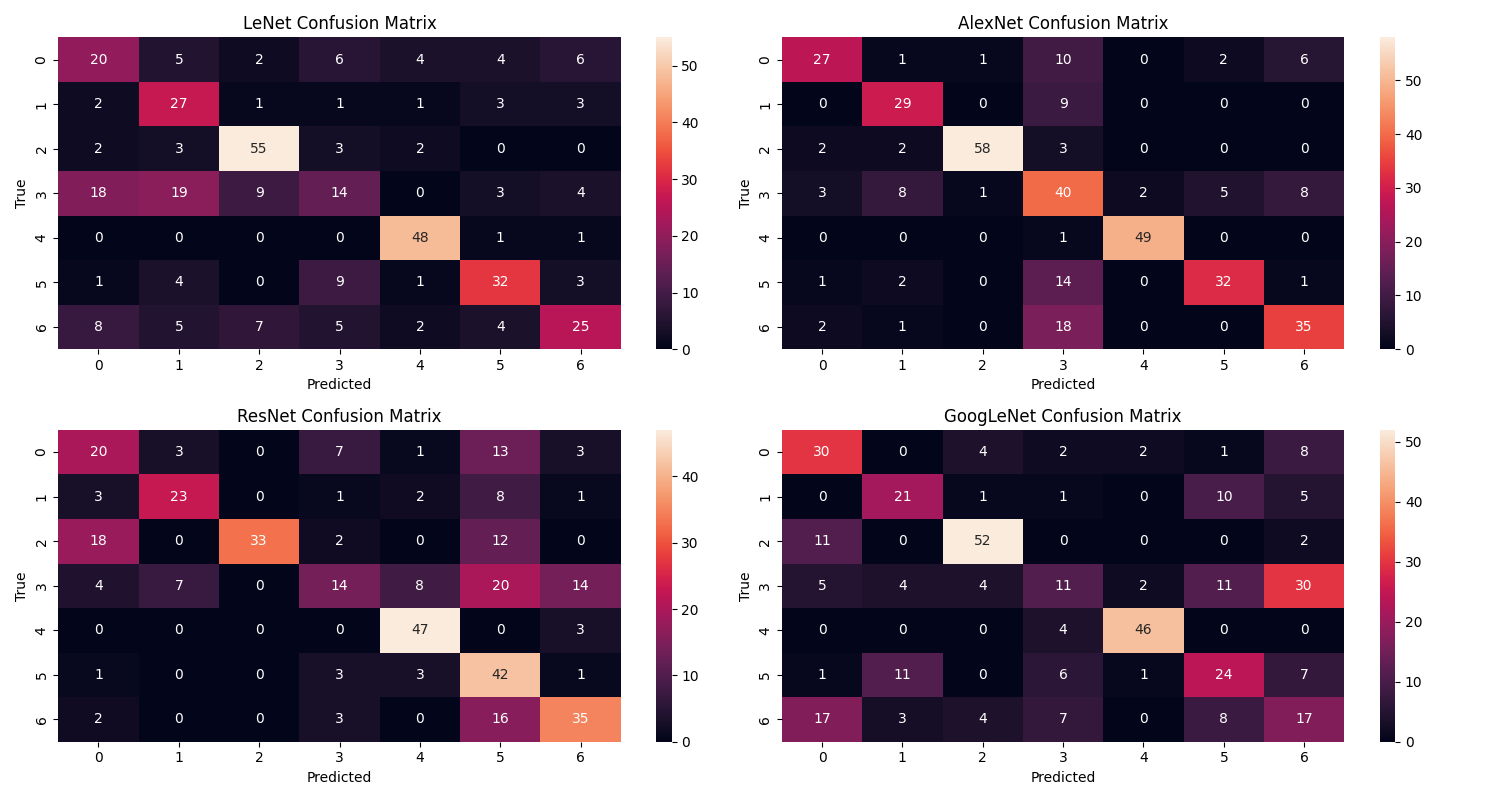 LeNet Confusion Matrix
0 20 5 2 6 4 4 6
1 2 27 1 1 1 3 3
2 2 3 55 3 2 0 0
3 18 19 9 14 0 3 4
4 0 0 0 0 48 1 1
5 1 4 0 9 1 32 3
6 8 5 7 5 2 4 25
0 1 2 3 4 5 6
True
Predicted
50
40
30
20
10
0
AlexNet Confusion Matrix
0 27 1 1 10 0 2 6
1 0 29 0 9 0 0 0
2 2 2 58 3 0 0 0
3 3 8 1 40 2 5 8
4 0 0 0 1 49 0 0
5 1 2 0 14 0 32 1
6 2 1 0 18 0 0 35
0 1 2 3 4 5 6
True
Predicted
50
40
30
20
10
0
ResNet Confusion Matrix
0 20 3 0 7 1 13 3
1 3 23 0 1 2 8 1
2 18 0 33 2 0 12 0
3 4 7 0 14 8 20 14
4 0 0 0 0 47 0 3
5 1 0 0 3 3 42 1
6 2 0 0 3 0 16 35
0 1 2 3 4 5 6
True
Predicted
40
30
20
10
0
GoogLeNet Confusion Matrix
0 30 0 4 2 2 1 8
1 0 21 1 1 0 10 5
2 11 0 52 0 0 0 2
3 5 4 4 11 2 11 30
4 0 0 0 4 46 0 0
5 1 11 0 6 1 24 7
6 17 3 4 7 0 8 17
0 1 2 3 4 5 6
True
Predicted
50
40
30
20
10
0